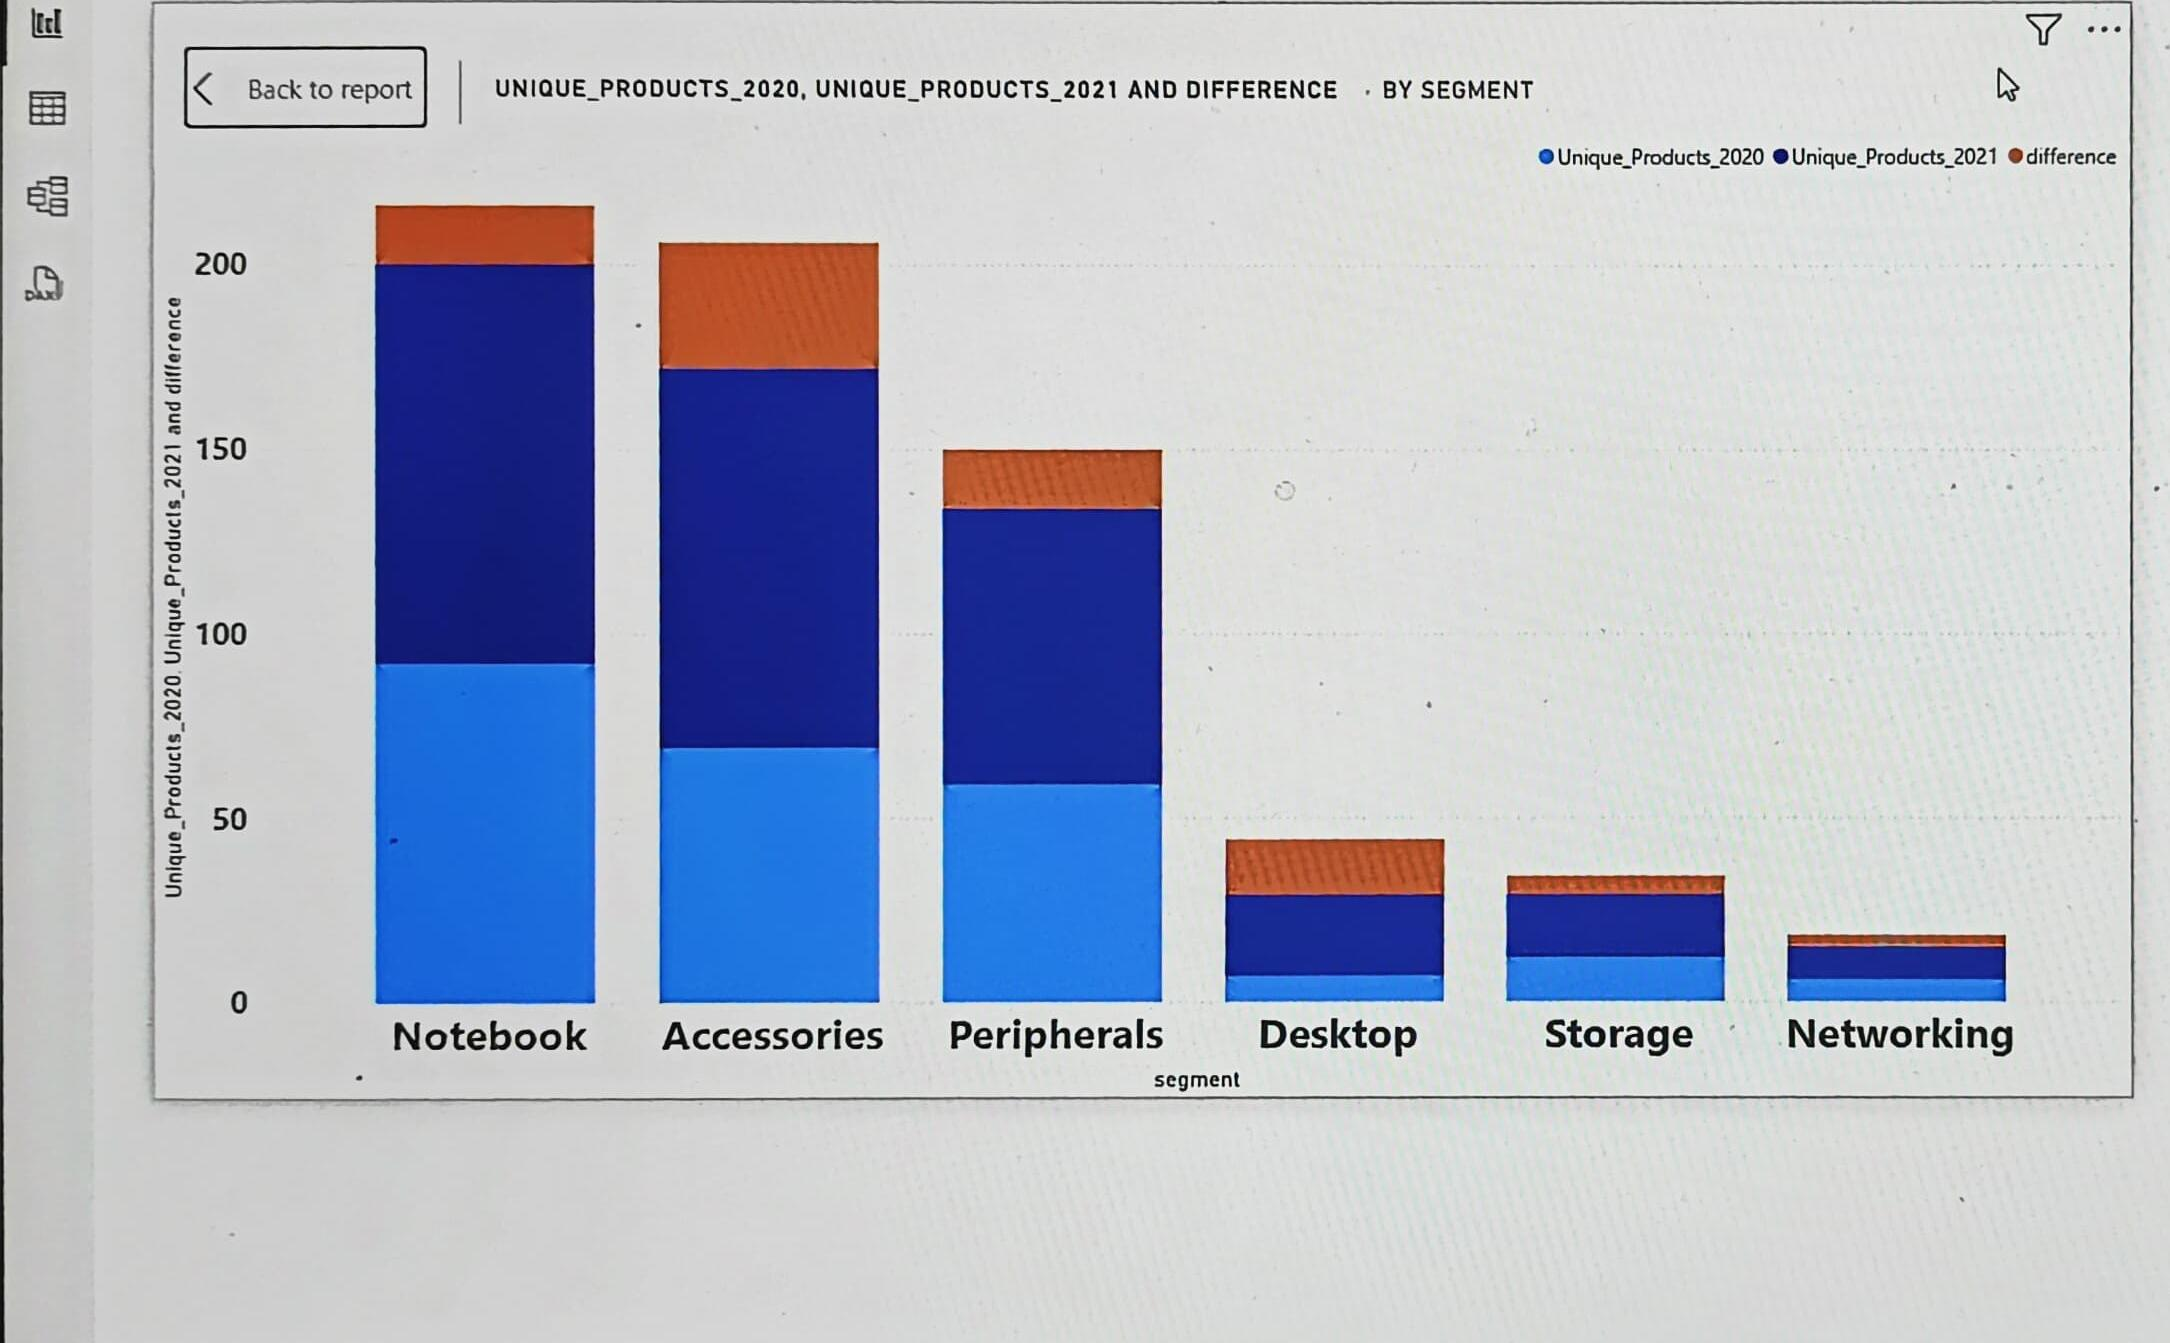 Back to report
UNIQUE_PRODUCTS_2020, UNIQUE_PRODUCTS_2021 AND DIFFERENCE BY SEGMENT
Unique_Products_2020 Unique_Products_2021 difference
Unique_Products_2020, Unique_Products_2021 and difference
200
150
100
50
0
Notebook Accessories Peripherals Desktop Storage Networking
segment
DAX